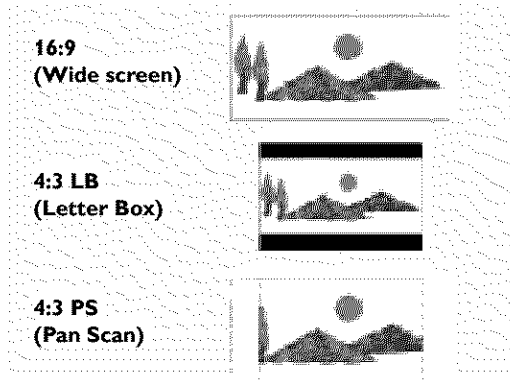 16:9
(Wide screen)
4:3 LB
(Letter Box)
4:3 PS
(Pan Scan)